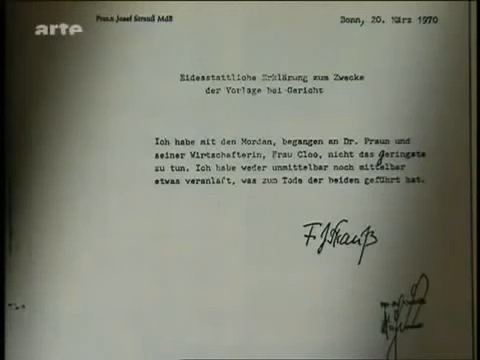 arte
Franz Josef Strauß MdB
Bonn, 20. März 1970
Eidesstattliche Erklärung zum Zwecke
der Vorlage bei Gericht
Ich habe mit den Morden, begangen an Dr. Praun und
seiner Wirtschafterin, Frau Cloo, nicht das geringste
zu tun. Ich habe weder unmittelbar noch mittelbar
etwas veranlaßt, was zum Tode der beiden geführt hat.
FJStrauß